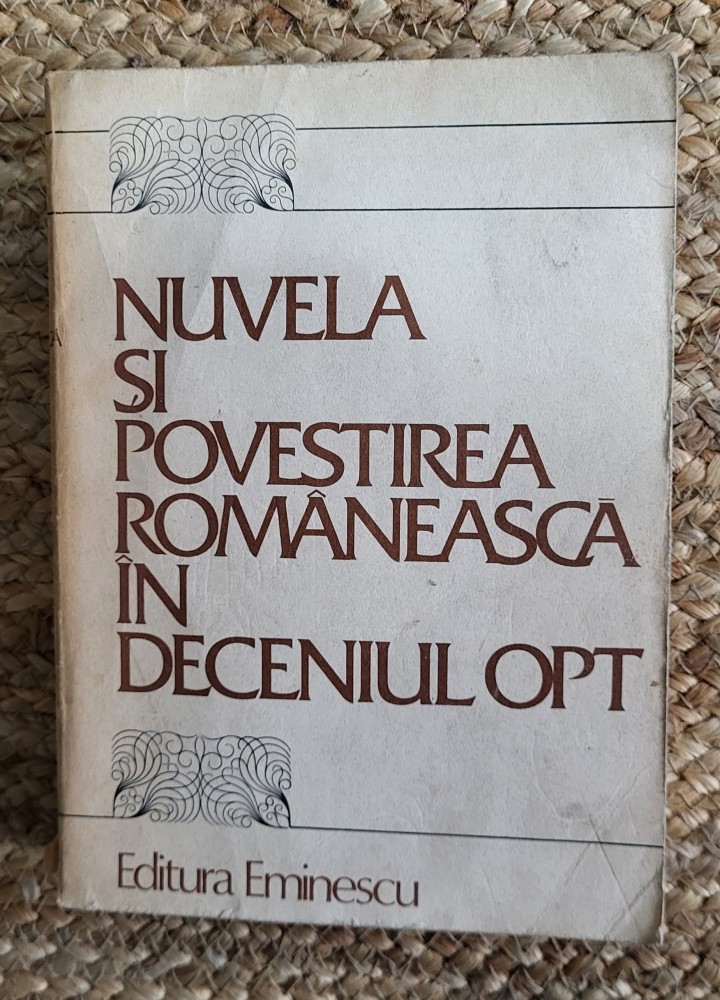 NUVELA
ȘI
POVESTIREA
ROMÂNEASCĂ
ÎN
DECENIUL OPT
Editura Eminescu